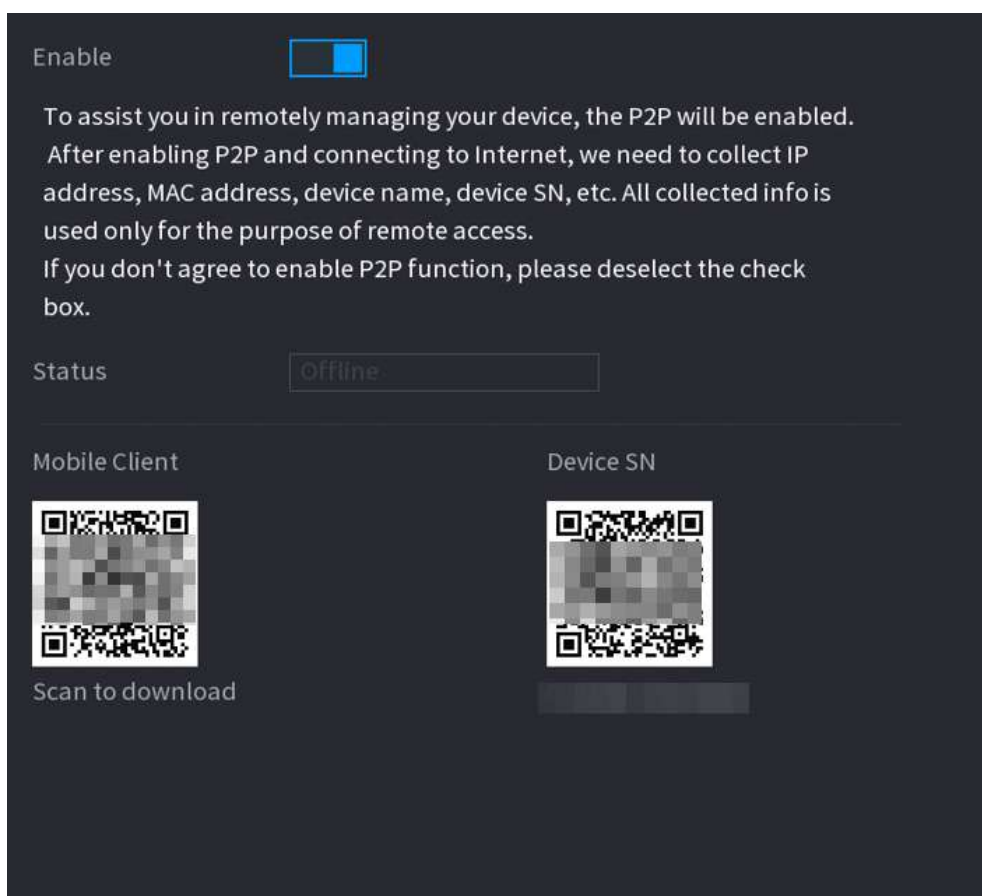 Enable
To assist you in remotely managing your device, the P2P will be enabled.
After enabling P2P and connecting to Internet, we need to collect IP
address, MAC address, device name, device SN, etc. All collected info is
used only for the purpose of remote access.
If you don't agree to enable P2P function, please deselect the check
box.
Status Offline
Mobile Client Device SN
Scan to download